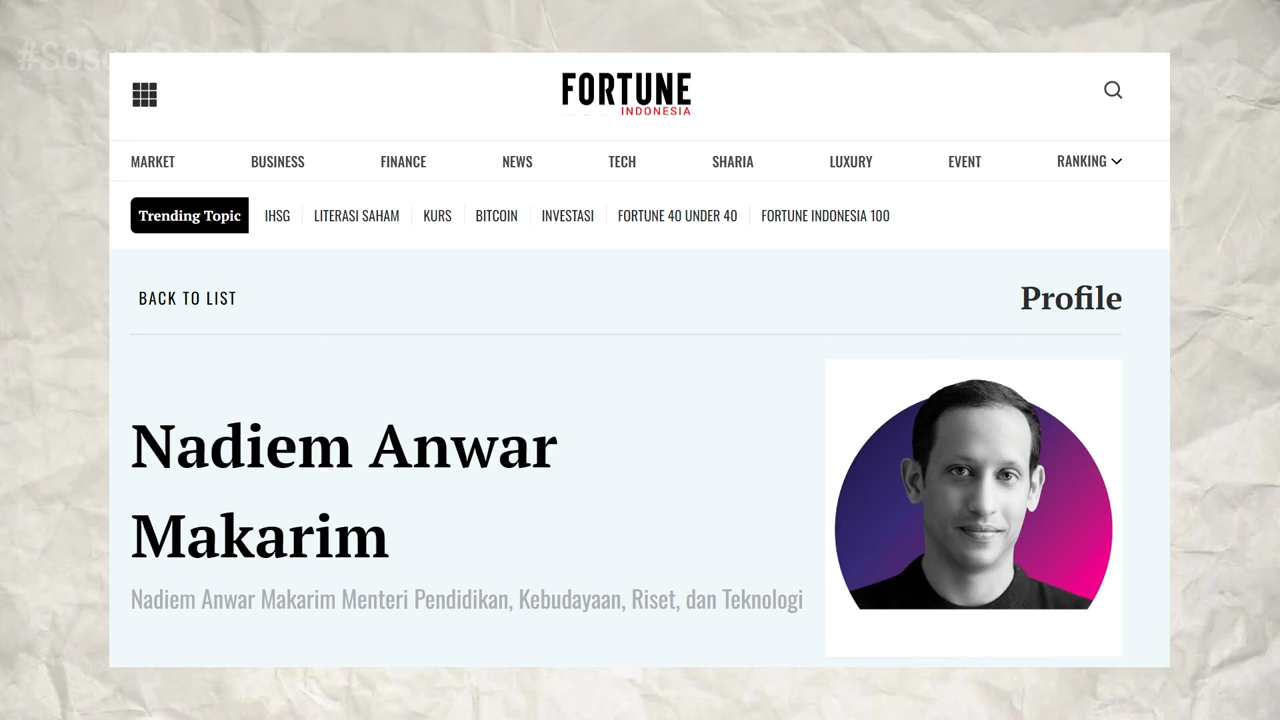 FORTUNE
INDONESIA
MARKET BUSINESS FINANCE NEWS TECH SHARIA LUXURY EVENT RANKING
Trending Topic IHSG LITERASI SAHAM KURS BITCOIN INVESTASI FORTUNE 40 UNDER 40 FORTUNE INDONESIA 100
BACK TO LIST Profile
Nadiem Anwar
Makarim
Nadiem Anwar Makarim Menteri Pendidikan, Kebudayaan, Riset, dan Teknologi